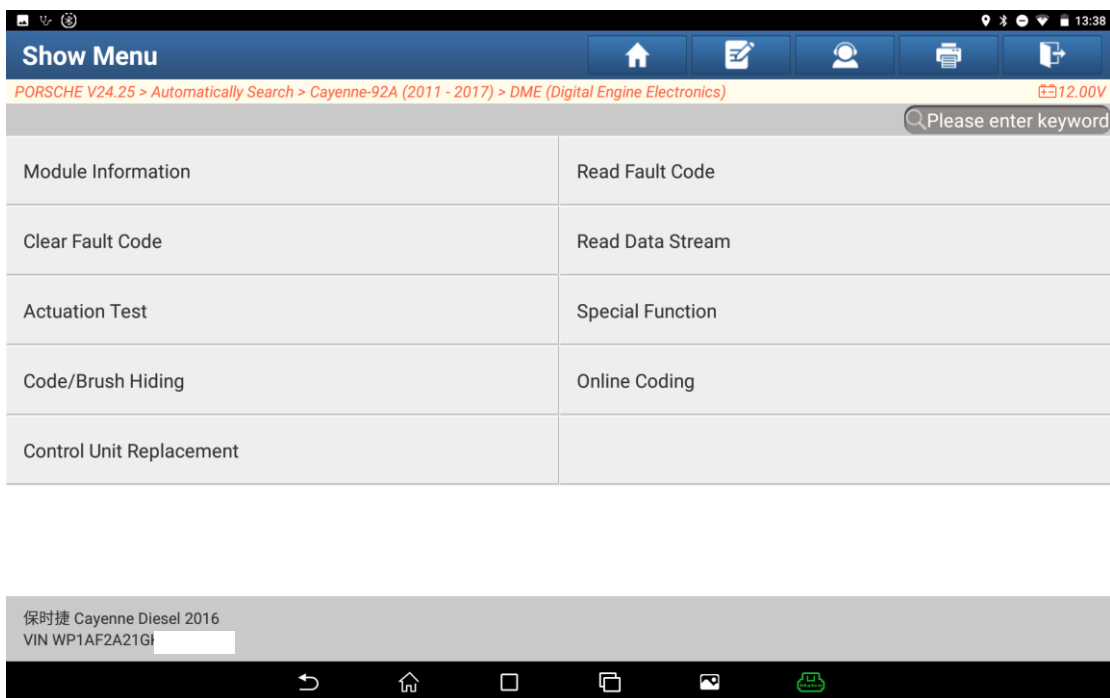 13:38
Show Menu
PORSCHE V24.25 > Automatically Search > Cayenne-92A (2011 - 2017) > DME (Digital Engine Electronics)
12.00V
Please enter keyword
Module Information
Read Fault Code
Clear Fault Code
Read Data Stream
Actuation Test
Special Function
Code/Brush Hiding
Online Coding
Control Unit Replacement
保时捷 Cayenne Diesel 2016
VIN WP1AF2A21G